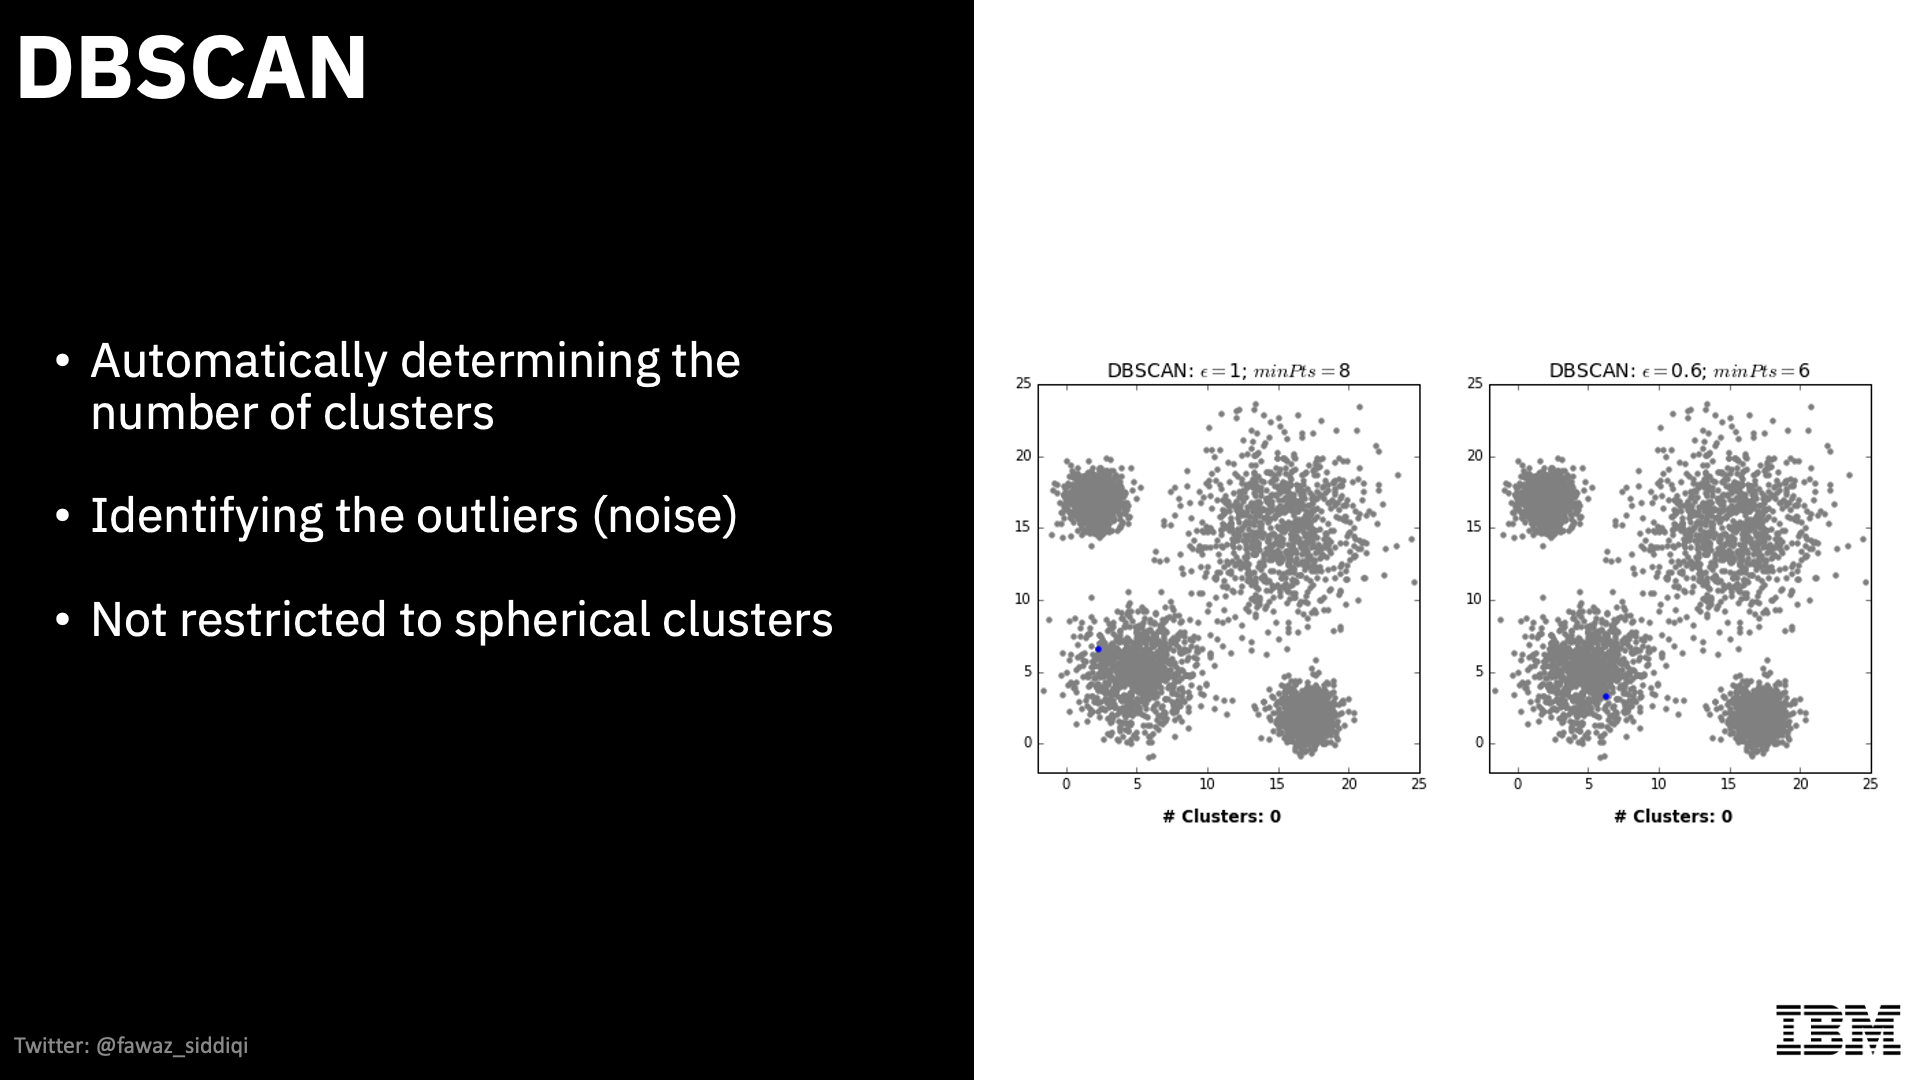 DBSCAN
• Automatically determining the
number of clusters
• Identifying the outliers (noise)
• Not restricted to spherical clusters
Twitter: @fawaz_siddiqi
DBSCAN: ϵ = 1; minPts = 8
25
20
15
10
5
0
0 5 10 15 20 25
# Clusters: 0
DBSCAN: ϵ = 0.6; minPts = 6
25
20
15
10
5
0
0 5 10 15 20 25
# Clusters: 0
IBM